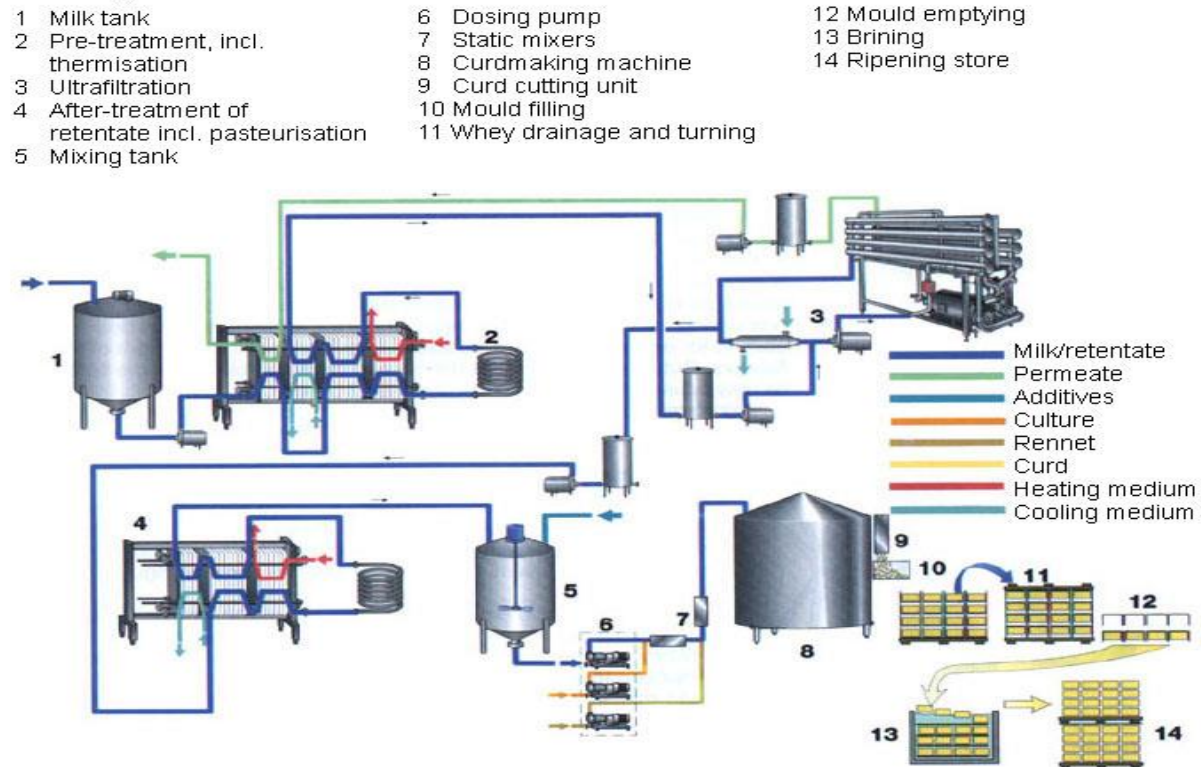 1 Milk tank
2 Pre-treatment, incl.
thermisation
3 Ultrafiltration
4 After-treatment of
retentate incl. pasteurisation
5 Mixing tank
6 Dosing pump
7 Static mixers
8 Curdmaking machine
9 Curd cutting unit
10 Mould filling
11 Whey drainage and turning
12 Mould emptying
13 Brining
14 Ripening store
1
2
3
Milk/retentate
Permeate
Additives
Culture
Rennet
Curd
Heating medium
Cooling medium
4
5
6
7
8
9
10
11
12
13
14